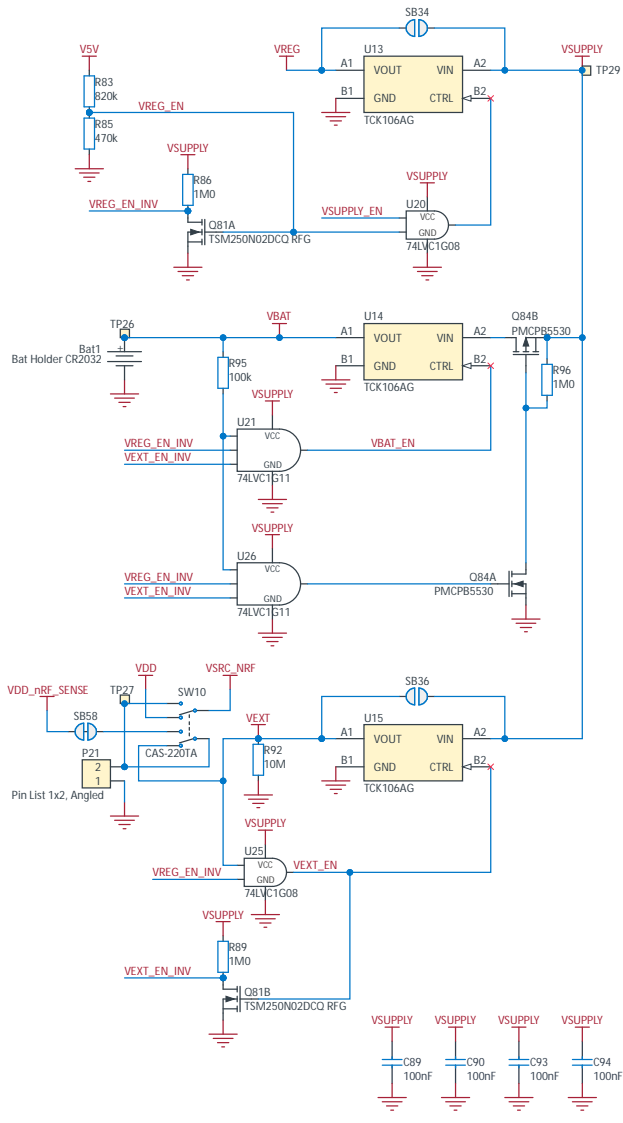 SB34
V5V
VREG
U13
VSUPPLY
A1
VOUT
VIN
A2
TP29
R83
820k
B1
GND
CTRL
B2
VREG_EN
TCK106AG
R85
470k
VSUPPLY
R86
1M0
VSUPPLY
U20
VREG_EN_INV
VSUPPLY_EN
VCC
GND
Q81A
TSM250N02DCQ RFG
74LVC1G08
TP26
VBAT
U14
Q84B
PMCPB5530
A1
VOUT
VIN
A2
Bat1
Bat Holder CR2032
+
R95
100k
B1
GND
CTRL
B2
TCK106AG
R96
1M0
VSUPPLY
U21
VCC
VREG_EN_INV
VBAT_EN
VEXT_EN_INV
GND
74LVC1G11
VSUPPLY
U26
VCC
VREG_EN_INV
Q84A
VEXT_EN_INV
PMCPB5530
GND
74LVC1G11
VDD
VSRC_NRF
VDD_nRF_SENSE
TP27
SW10
SB36
SB58
VEXT
U15
A1
VOUT
VIN
A2
P21
CAS-220TA
R92
10M
2
1
B1
GND
CTRL
B2
TCK106AG
Pin List 1x2, Angled
VSUPPLY
U25
VCC
VEXT_EN
VREG_EN_INV
GND
74LVC1G08
VSUPPLY
R89
1M0
VEXT_EN_INV
Q81B
TSM250N02DCQ RFG
VSUPPLY
VSUPPLY
VSUPPLY
VSUPPLY
C89
100nF
C90
100nF
C93
100nF
C94
100nF